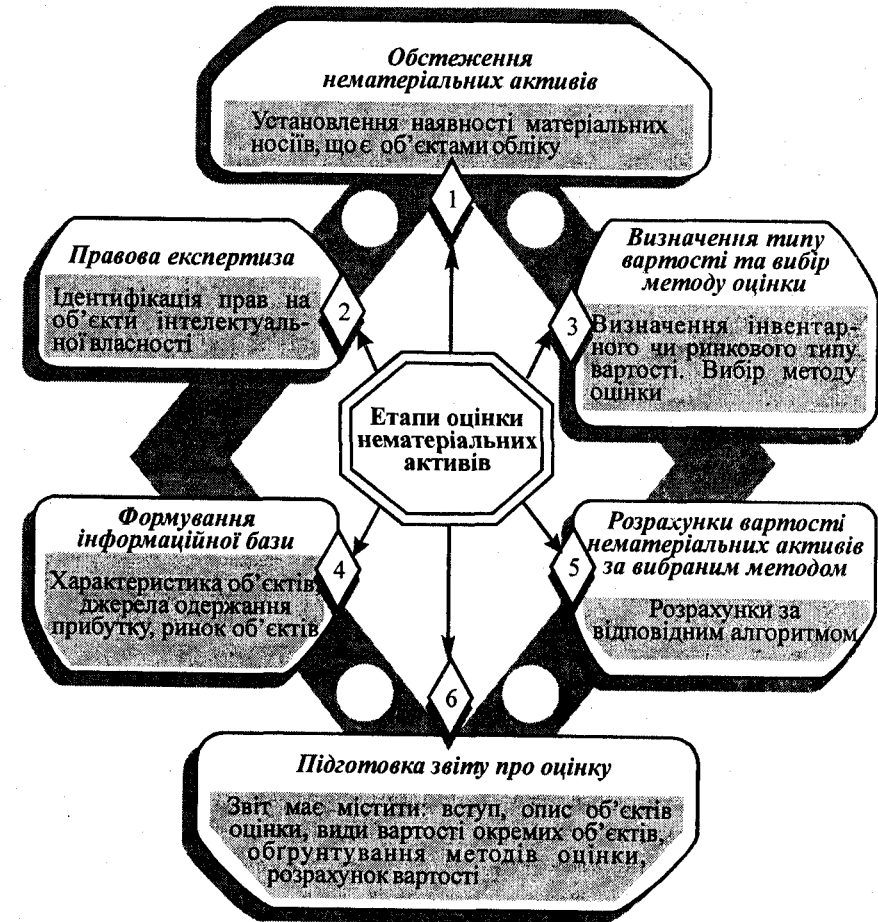 Обстеження
нематеріальних активів
Установлення наявності матеріальних
носіїв, що є об’єктами обліку
1
Правова експертиза
Ідентифікація прав на
об’єкти інтелектуаль-
ної власності
2
Визначення типу
вартості та вибір
методу оцінки
3
Визначення інвентар-
ного чи ринкового типу
вартості. Вибір методу
оцінки
Етапи оцінки
нематеріальних
активів
Формування
інформаційної бази
4
Характеристика об’єктів,
джерела одержання
прибутку, ринок об’єктів
Розрахунки вартості
нематеріальних активів
за вибраним методом
5
Розрахунки за
відповідним алгоритмом
6
Підготовка звіту про оцінку
Звіт має містити: вступ, опис об’єктів
оцінки, види вартості окремих об’єктів,
обґрунтування методів оцінки,
розрахунок вартості